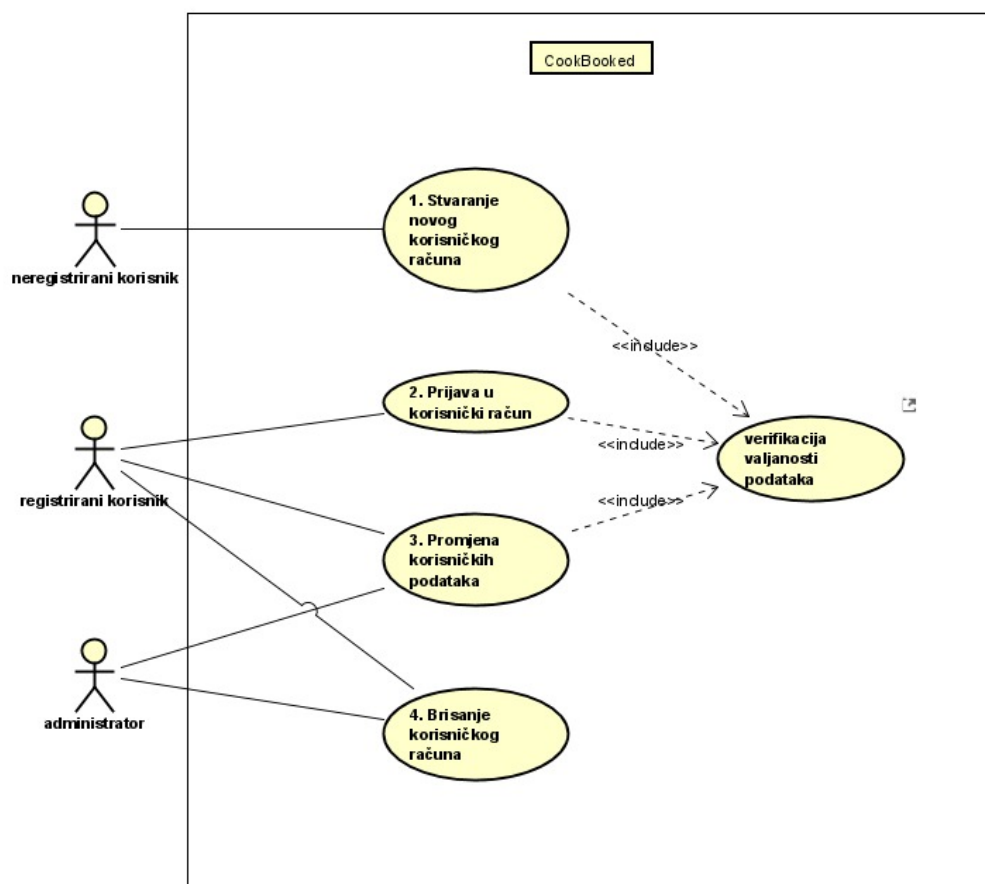 CookBooked
1. Stvaranje
novog
korisničkog
računa
neregistrirani korisnik
<<include>>
2. Prijava u
korisnički račun
<<include>>
verifikacija
valjanosti
podataka
registrirani korisnik
<<include>>
3. Promjena
korisničkih
podataka
administrator
4. Brisanje
korisničkog
računa